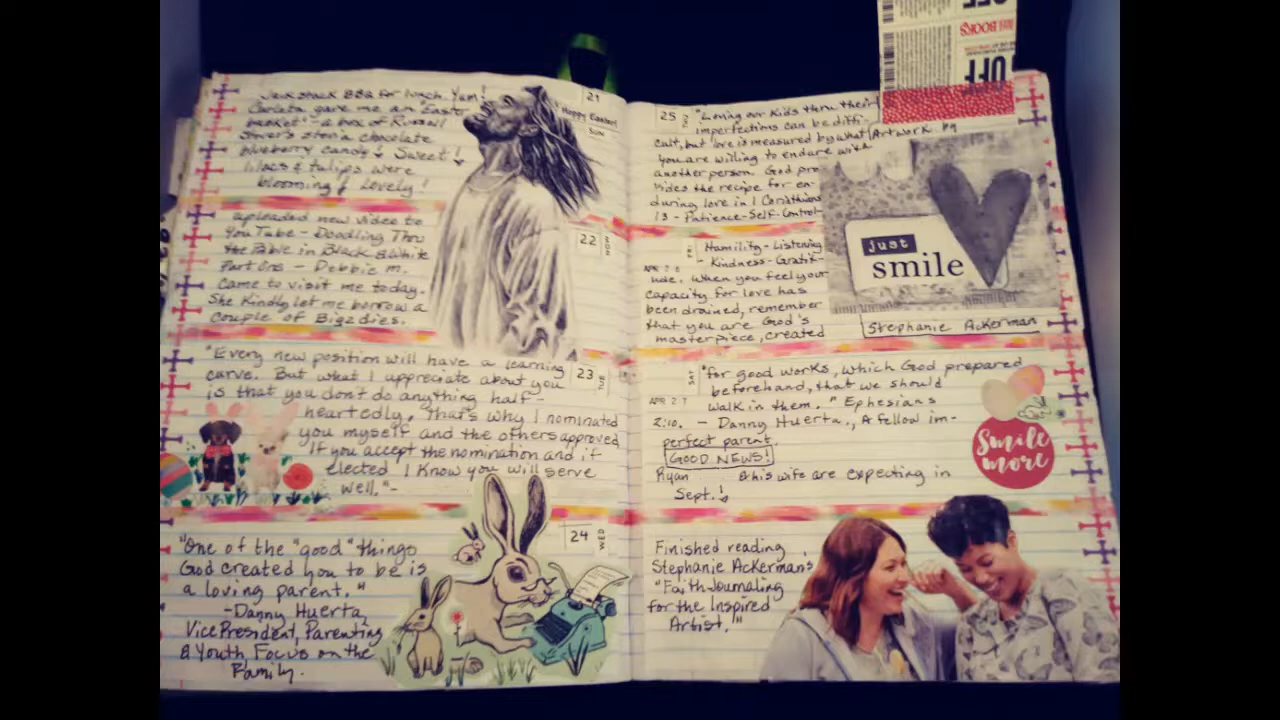 Jack stack BBQ for lunch. Yum!
Carlota gave me an "Easter
basket" - a box of Russell
Stover's stevia chocolate
blueberry candy! Sweet!
lilacs & tulips were
blooming! Lovely!
21
Happy Easter!
SUN
uploaded new video to
YouTube - Doodling Thru
the Bible in Black & White
Part One - Debbie M.
came to visit me today.
She kindly let me borrow a
couple of Bigz dies.
22
MON
"Every new position will have a learning
curve. But what I appreciate about you
is that you don't do anything half
heartedly. That's why I nominated
you myself and the others approved
If you accept the nomination and if
elected I know you will serve
well."-
23
TUE
"One of the "good" things
God created you to be is
a loving parent."
-Danny Huerta,
Vice President, Parenting
& Youth Focus on the
Family.
24
WED
OFF
BOOKS
25
"Loving our kids thru their
imperfections can be diffi-
cult, but love is measured by what
you are willing to endure with
another person. God pro
vides the recipe for en-
during love in 1 Corinthians
13 - Patience - Self-Control-
Artwork by
just
smile
Stephanie Ackerman
FRI
APR 26
Humility - Listening
- Kindness - Gratit-
ude. When you feel your
capacity for love has
been drained, remember
that you are God's
masterpiece, created
SAT
APR 27
"for good works, which God prepared
beforehand, that we should
walk in them." Ephesians
2:10. - Danny Huerta, A fellow im-
perfect parent.
GOOD NEWS!
Ryan & his wife are expecting in
Sept.!
Smile
more
Finished reading
Stephanie Ackerman's
"Faith Journaling
for the Inspired
Artist."